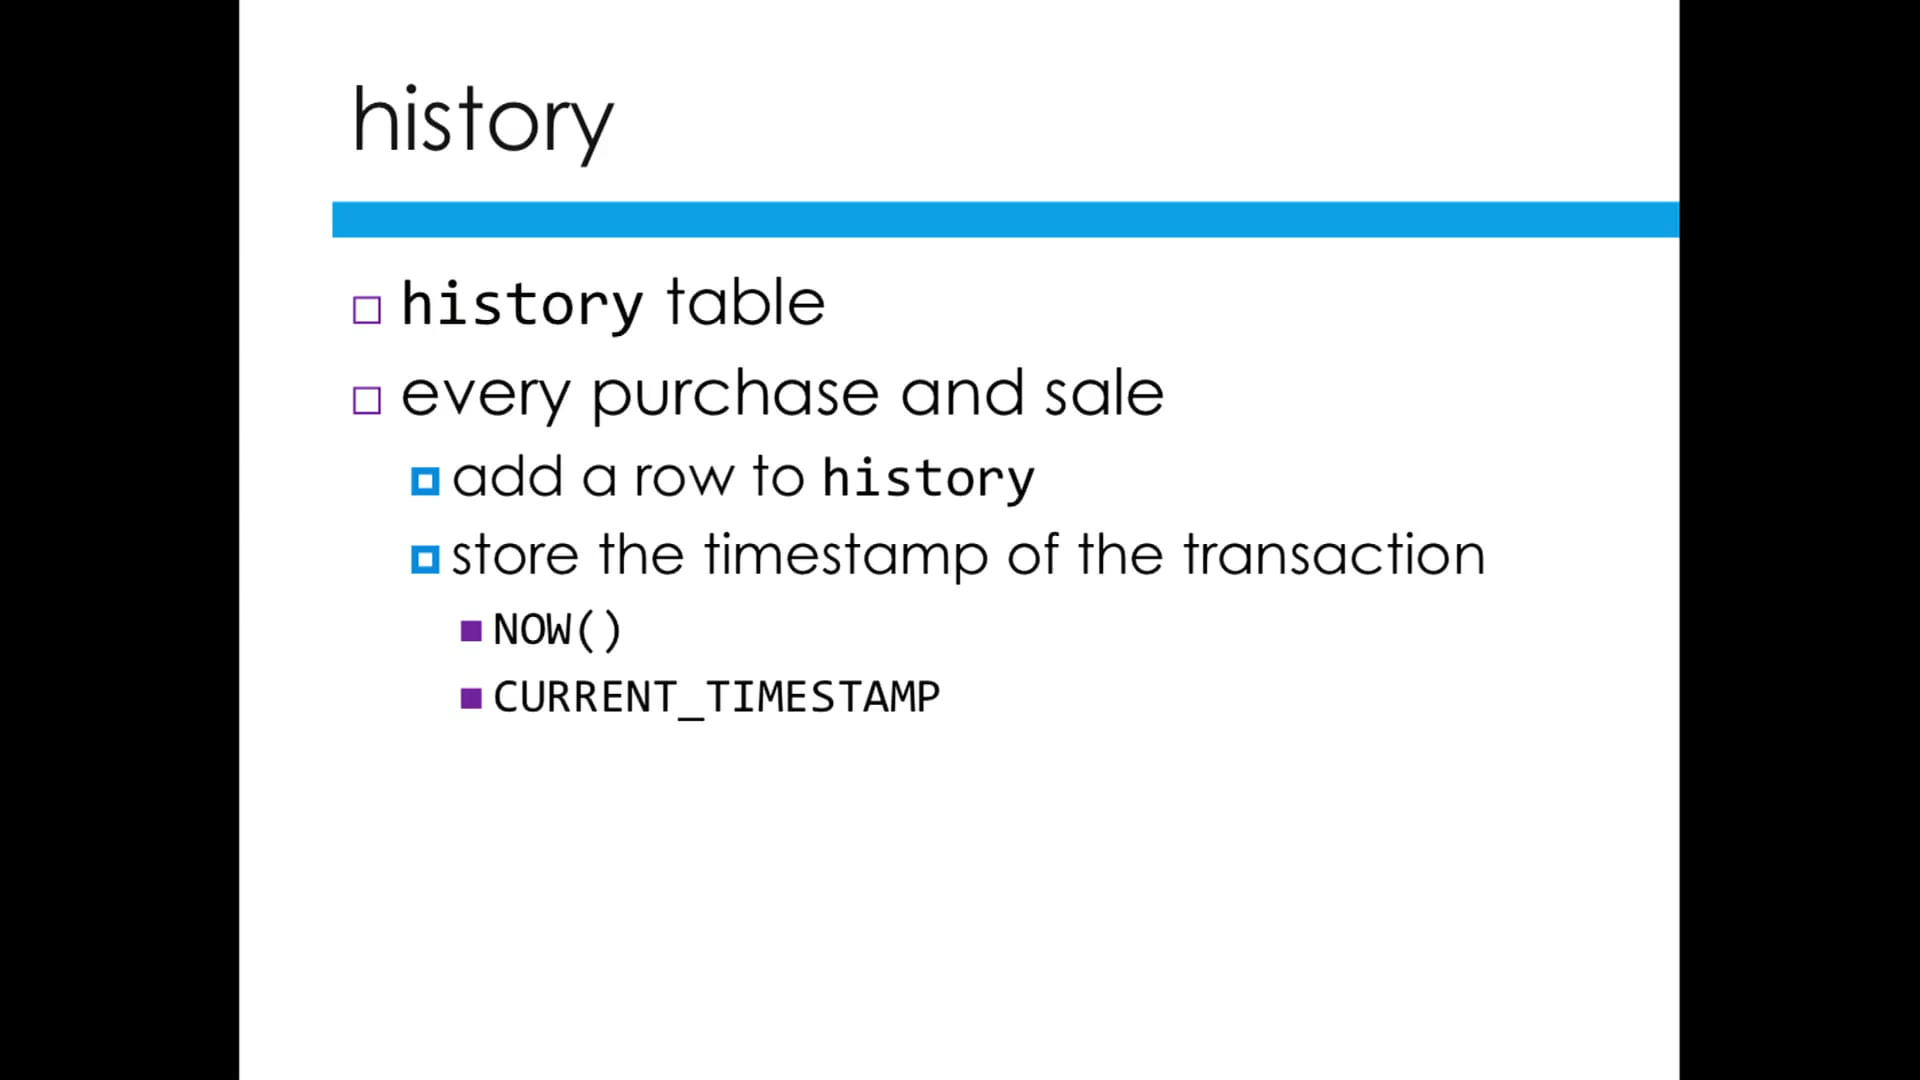 history
history table
every purchase and sale
add a row to history
store the timestamp of the transaction
NOW()
CURRENT_TIMESTAMP